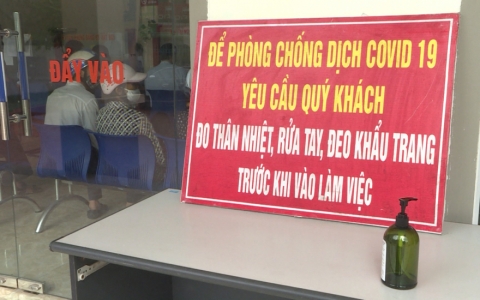 ĐẨY VÀO
ĐỂ PHÒNG CHỐNG DỊCH COVID 19
YÊU CẦU QUÝ KHÁCH
ĐO THÂN NHIỆT, RỬA TAY, ĐEO KHẨU TRANG
TRƯỚC KHI VÀO LÀM VIỆC